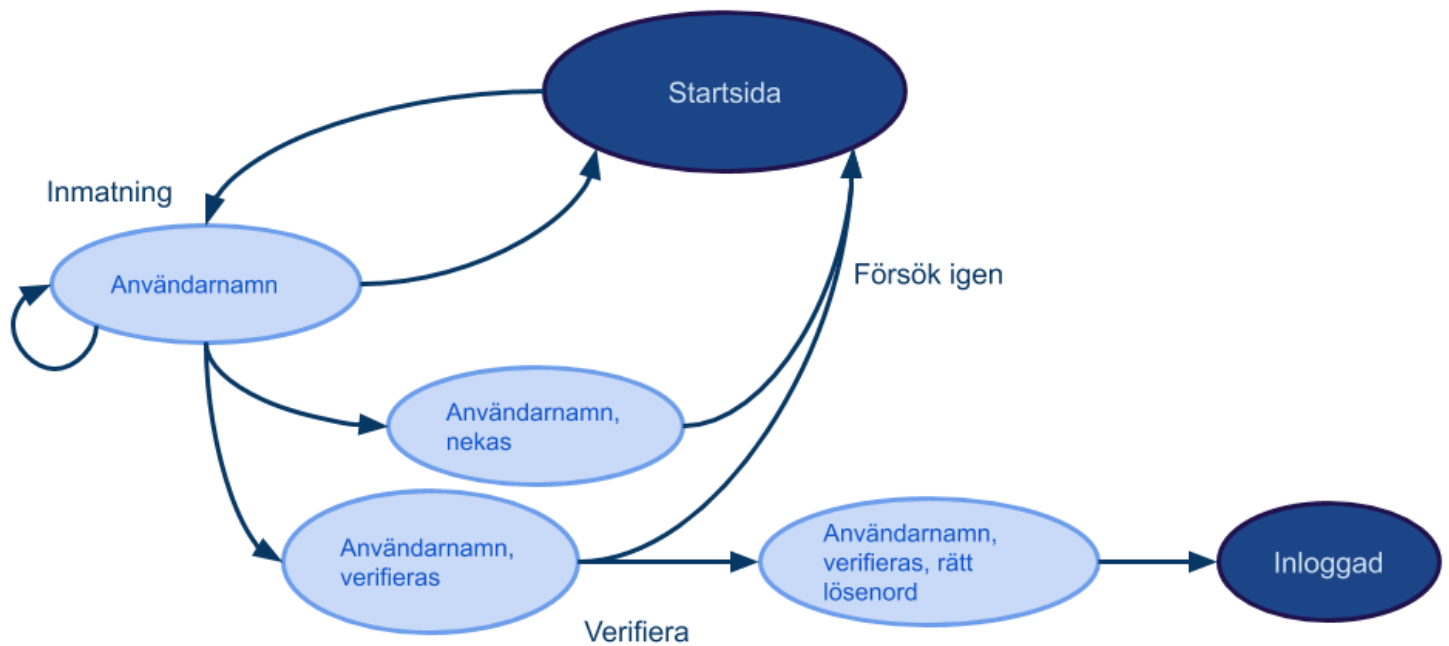 Startsida
Inmatning
Användarnamn
Försök igen
Användarnamn,
nekas
Användarnamn,
verifieras
Användarnamn,
verifieras, rätt
lösenord
Inloggad
Verifiera